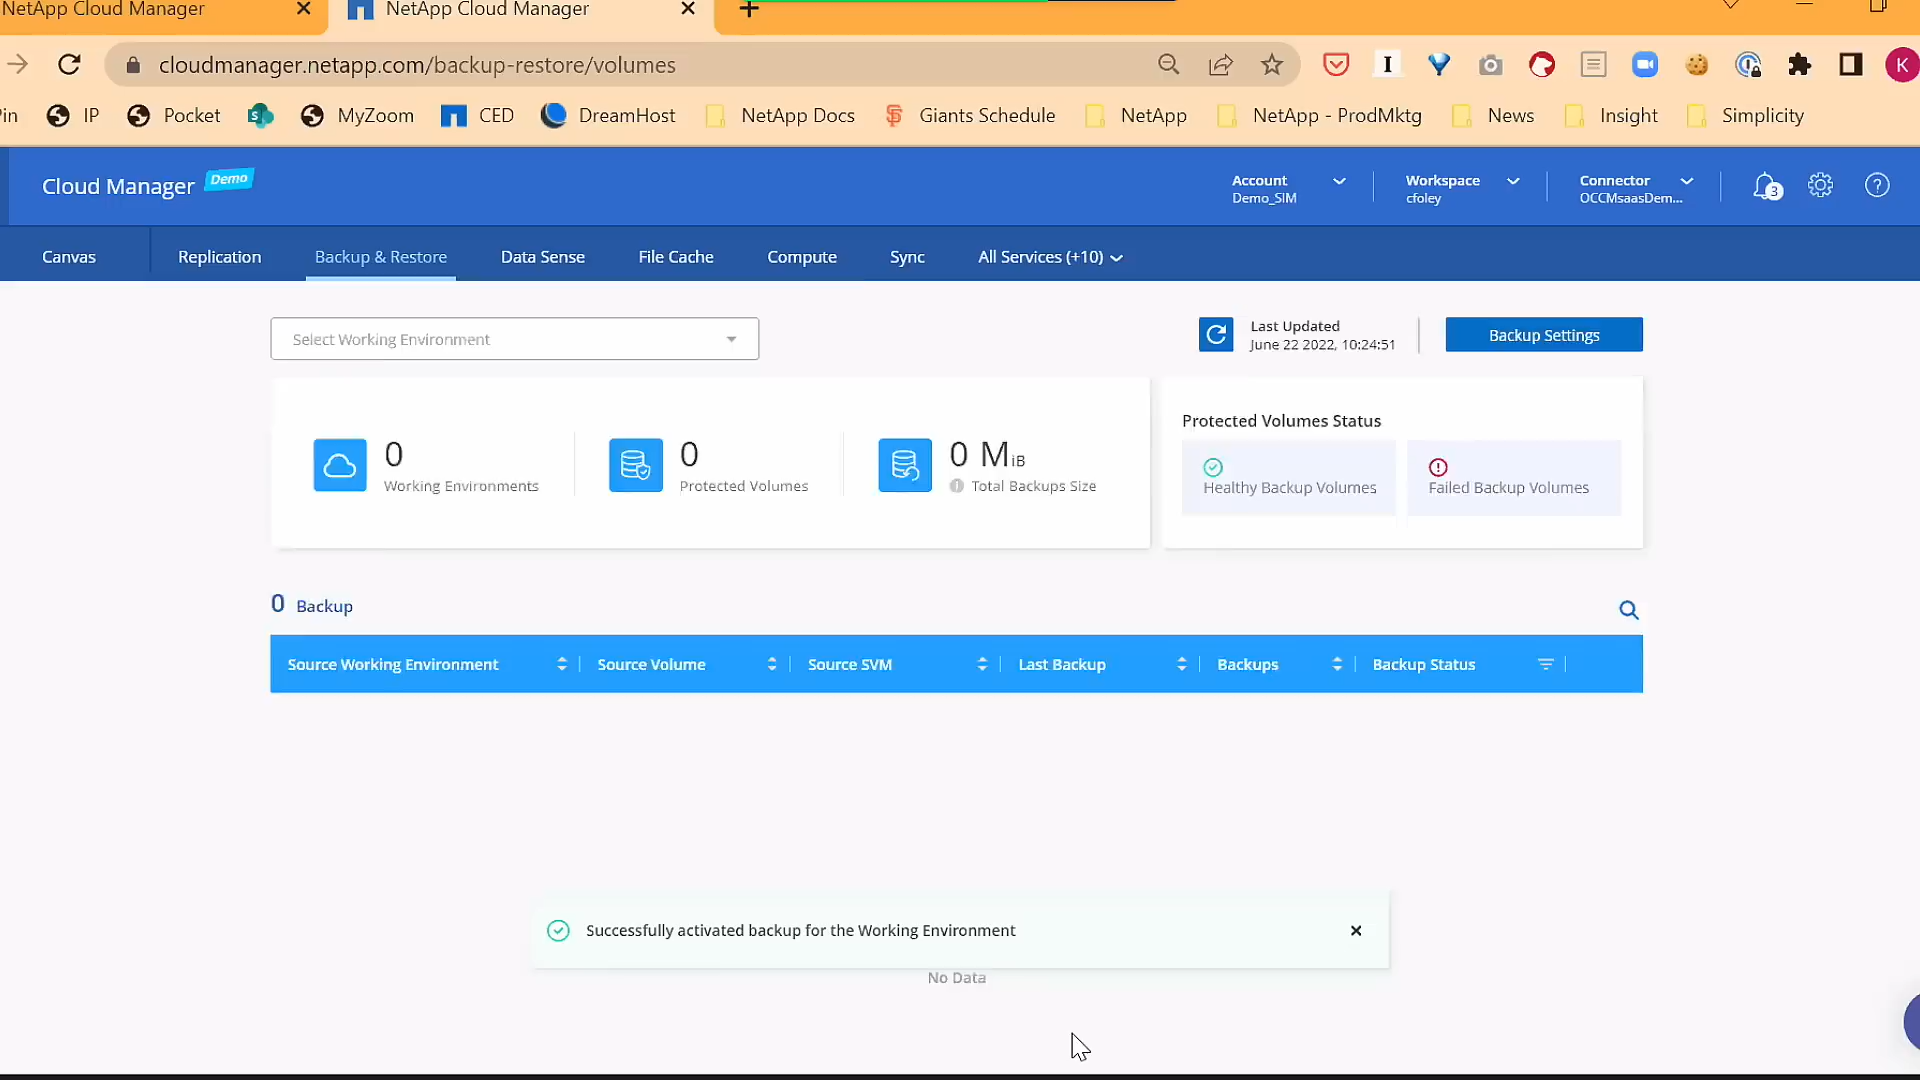 NetApp Cloud Manager
NetApp Cloud Manager
cloudmanager.netapp.com/backup-restore/volumes
K
in
IP
Pocket
MyZoom
CED
DreamHost
NetApp Docs
Giants Schedule
NetApp
NetApp - ProdMktg
News
Insight
Simplicity
Cloud Manager
Demo
Account
Demo_SIM
Workspace
cfoley
Connector
OCCMsaasDem...
3
Canvas
Replication
Backup & Restore
Data Sense
File Cache
Compute
Sync
All Services (+10)
Select Working Environment
Last Updated
June 22 2022, 10:24:51
Backup Settings
0
Working Environments
0
Protected Volumes
0 MiB
Total Backups Size
Protected Volumes Status
Healthy Backup Volumes
Failed Backup Volumes
0 Backup
Source Working Environment
Source Volume
Source SVM
Last Backup
Backups
Backup Status
Successfully activated backup for the Working Environment
No Data